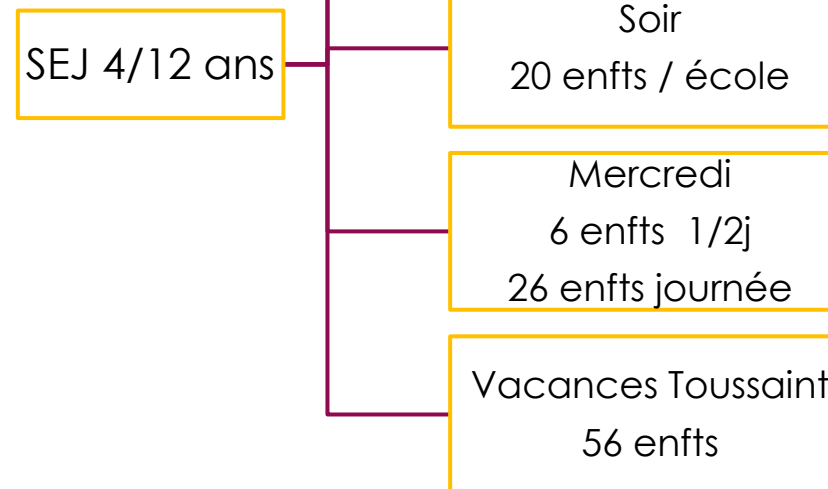 SEJ 4/12 ans
Soir
20 enfts / école
Mercredi
6 enfts 1/2j
26 enfts journée
Vacances Toussaint
56 enfts